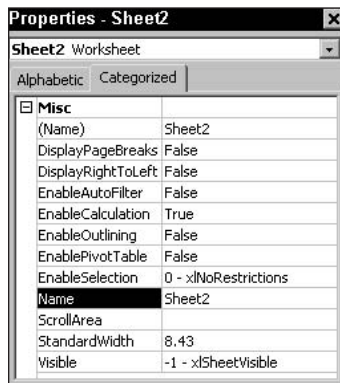 Properties - Sheet2
Sheet2 Worksheet
Alphabetic Categorized
Misc
(Name) Sheet2
DisplayPageBreaks False
DisplayRightToLeft False
EnableAutoFilter False
EnableCalculation True
EnableOutlining False
EnablePivotTable False
EnableSelection 0 - xlNoRestrictions
Name Sheet2
ScrollArea
StandardWidth 8.43
Visible -1 - xlSheetVisible